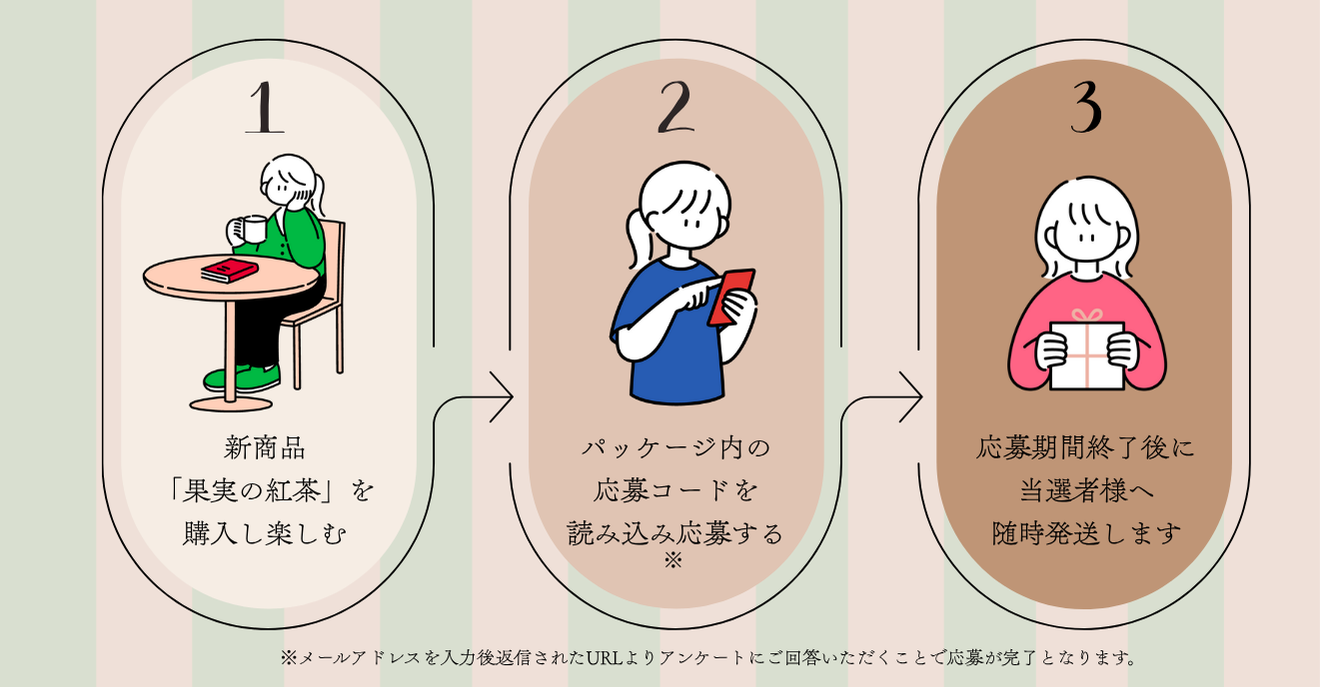 1
新商品
「果実の紅茶」を
購入し楽しむ
2
パッケージ内の
応募コードを
読み込み応募する
※
3
応募期間終了後に
当選者様へ
随時発送します
※メールアドレスを入力後返信されたURLよりアンケートにご回答いただくことで応募が完了となります。